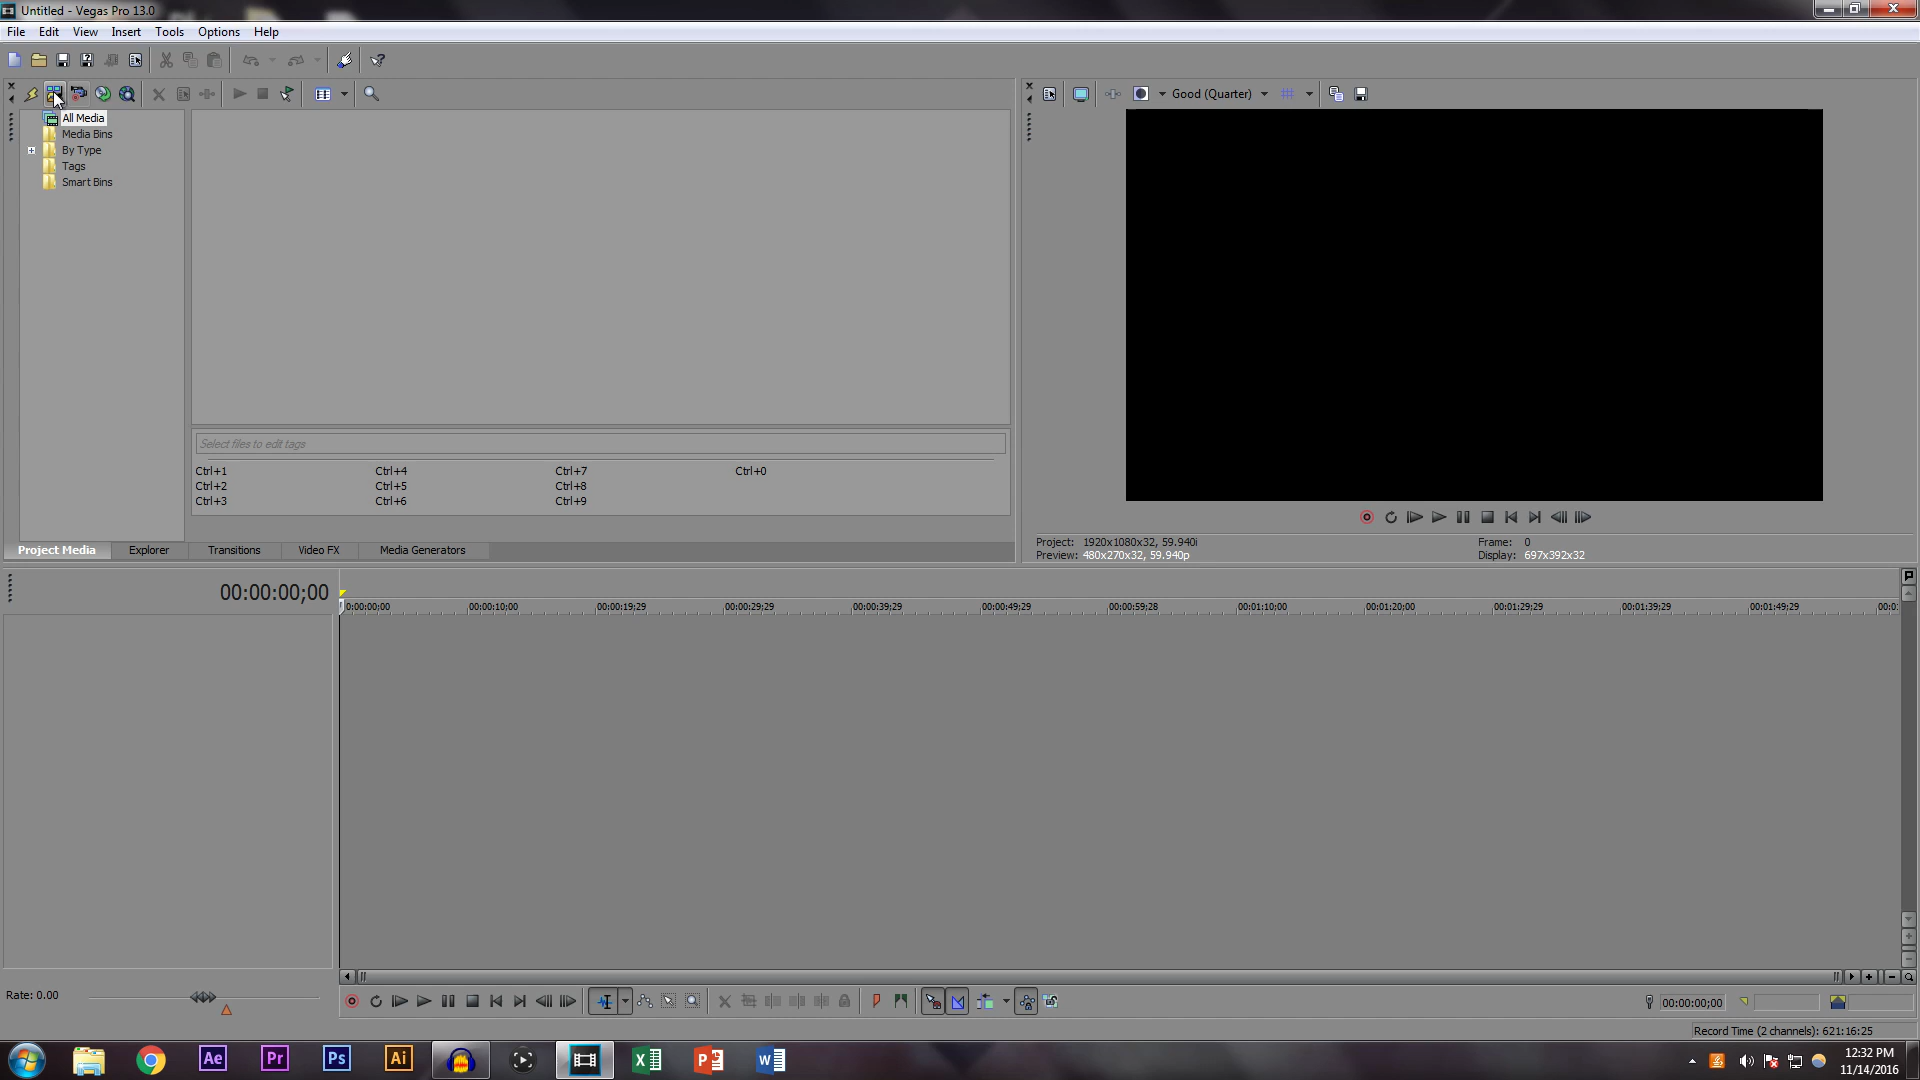 Untitled - Vegas Pro 13.0
File Edit View Insert Tools Options Help
Good (Quarter)
All Media
Media Bins
By Type
Tags
Smart Bins
Select files to edit tags
Ctrl+1 Ctrl+4 Ctrl+7 Ctrl+0
Ctrl+2 Ctrl+5 Ctrl+8
Ctrl+3 Ctrl+6 Ctrl+9
Project Media Explorer Transitions Video FX Media Generators
Project: 1920x1080x32, 59.940i Frame: 0
Preview: 480x270x32, 59.940p Display: 697x392x32
00:00:00;00
0:00:00;00 00:00:10;00 00:00:19;29 00:00:29;29 00:00:39;29 00:00:49;29 00:00:59;28 00:01:10;00 00:01:20;00 00:01:29;29 00:01:39;29 00:01:49;29 00:0
Rate: 0.00
00:00:00;00
Record Time (2 channels): 621:16:25
Ae Pr Ps Ai X P W
12:32 PM
11/14/2016